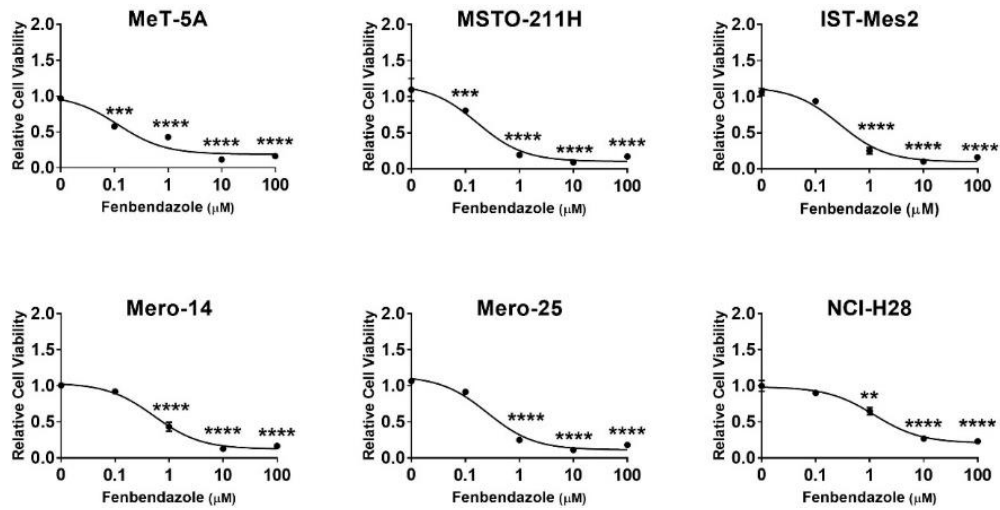 MeT-5A
Relative Cell Viability
2.0
1.5
1.0
0.5
0.0
***
****
****
****
0 0.1 1 10 100
Fenbendazole (μM)
MSTO-211H
Relative Cell Viability
2.0
1.5
1.0
0.5
0.0
***
****
****
****
0 0.1 1 10 100
Fenbendazole (μM)
IST-Mes2
Relative Cell Viability
2.0
1.5
1.0
0.5
0.0
****
****
****
0 0.1 1 10 100
Fenbendazole (μM)
Mero-14
Relative Cell Viability
2.0
1.5
1.0
0.5
0.0
****
****
****
0 0.1 1 10 100
Fenbendazole (μM)
Mero-25
Relative Cell Viability
2.0
1.5
1.0
0.5
0.0
****
****
****
0 0.1 1 10 100
Fenbendazole (μM)
NCI-H28
Relative Cell Viability
2.0
1.5
1.0
0.5
0.0
**
****
****
0 0.1 1 10 100
Fenbendazole (μM)